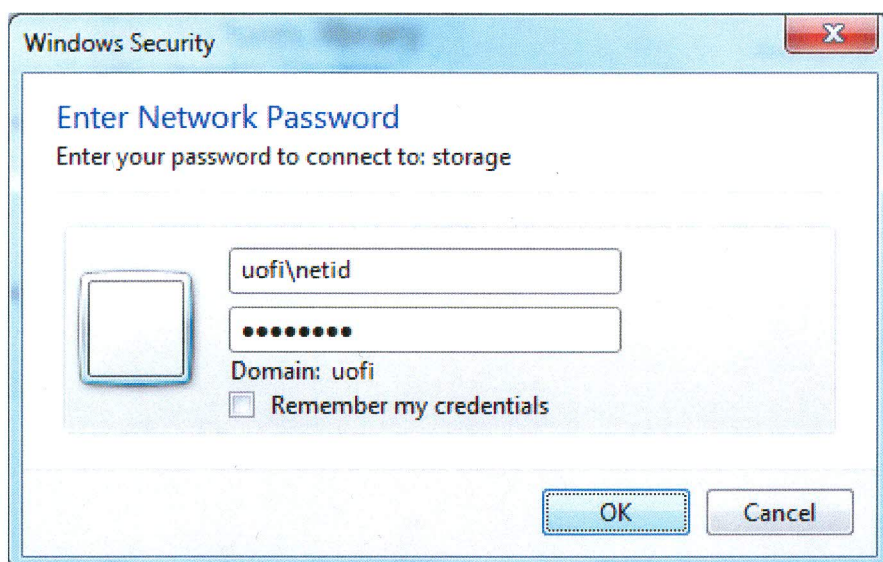 Windows Security
Enter Network Password
Enter your password to connect to: storage
uofi\netid
••••••••
Domain: uofi
Remember my credentials
OK
Cancel